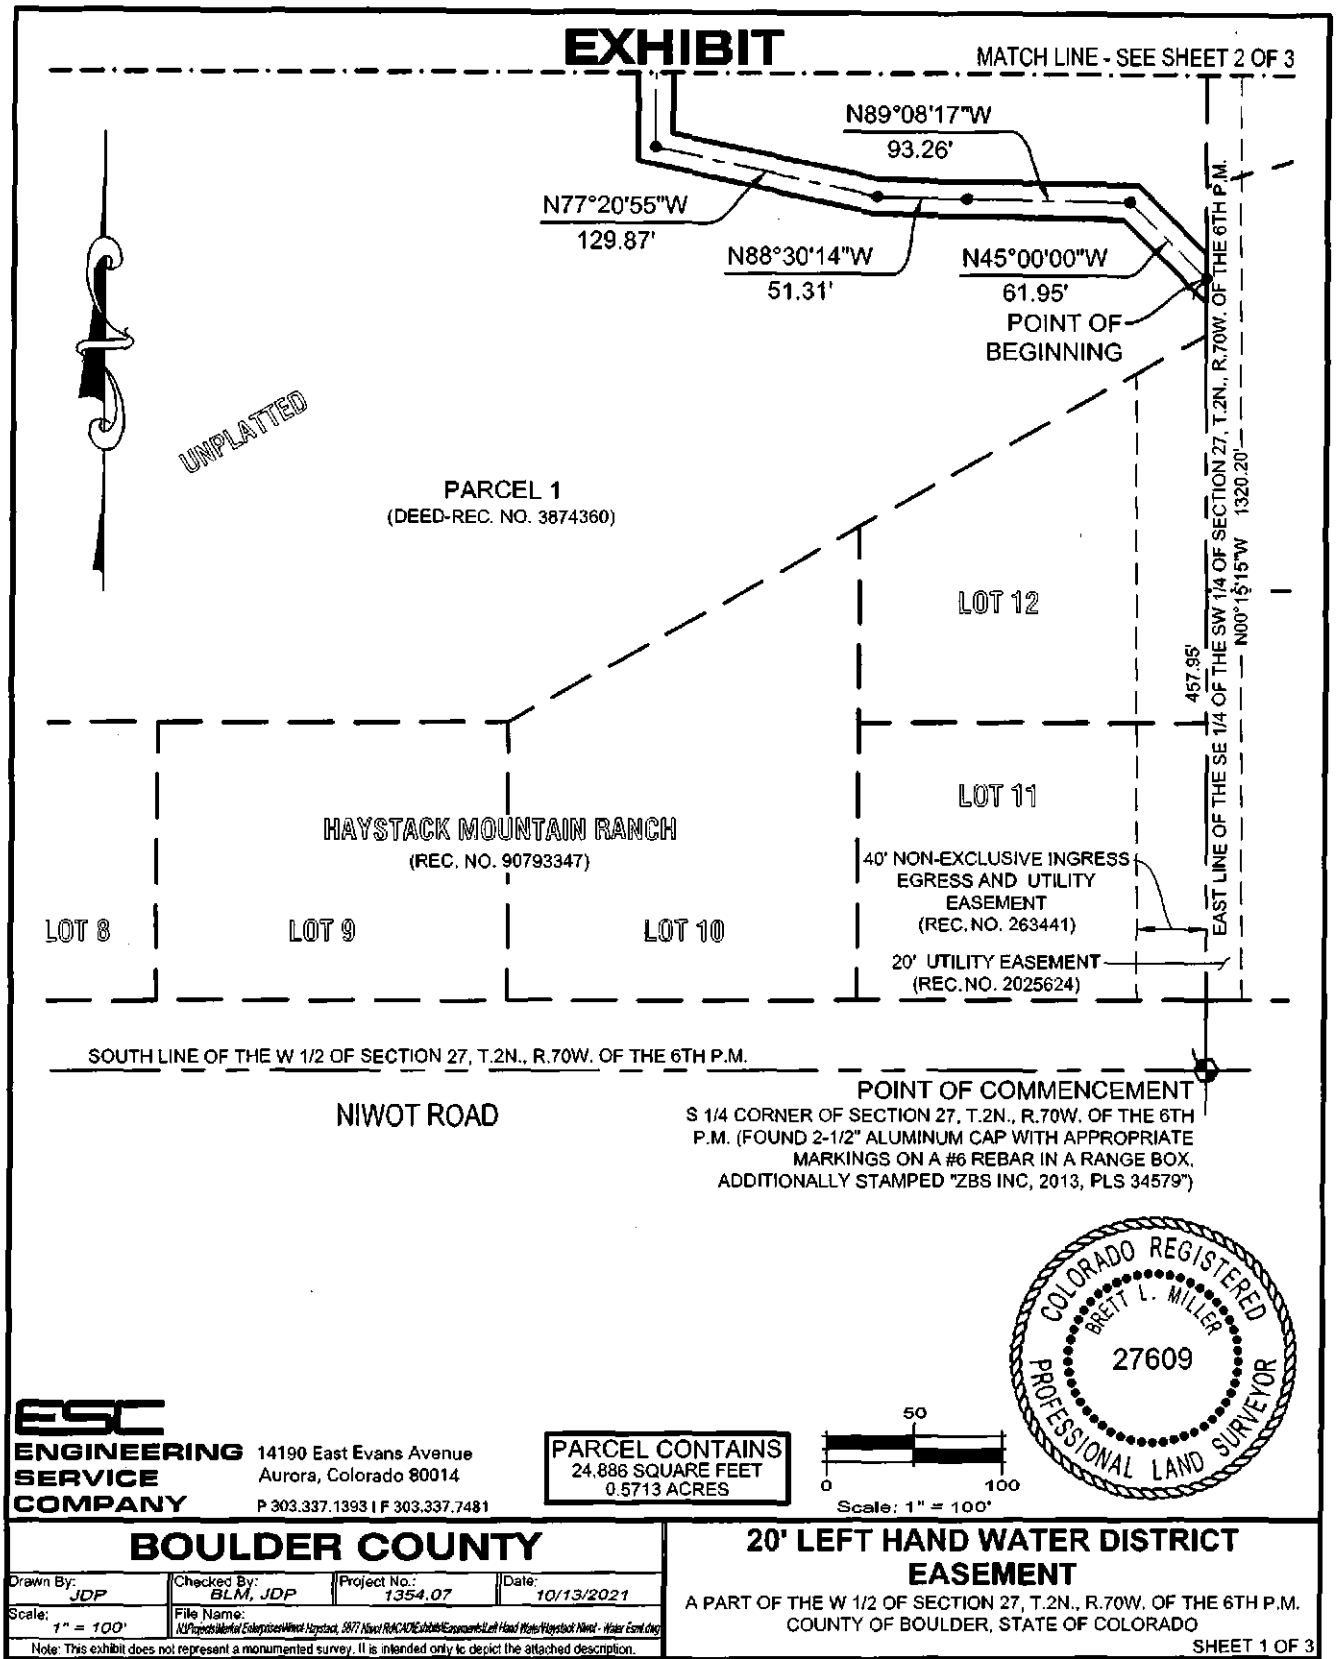 EXHIBIT
MATCH LINE - SEE SHEET 2 OF 3
N89°08'17"W
93.26'
N77°20'55"W
129.87'
N88°30'14"W
51.31'
N45°00'00"W
61.95'
POINT OF
BEGINNING
UNPLATTED
PARCEL 1
(DEED-REC. NO. 3874360)
LOT 12
457.95'
EAST LINE OF THE SE 1/4 OF THE SW 1/4 OF SECTION 27, T.2N., R.70W. OF THE 6TH P.M.
N00°15'15"W 1320.20'
LOT 11
HAYSTACK MOUNTAIN RANCH
(REC. NO. 90793347)
40' NON-EXCLUSIVE INGRESS
EGRESS AND UTILITY
EASEMENT
(REC. NO. 263441)
LOT 8
LOT 9
LOT 10
20' UTILITY EASEMENT
(REC. NO. 2025624)
SOUTH LINE OF THE W 1/2 OF SECTION 27, T.2N., R.70W. OF THE 6TH P.M.
NIWOT ROAD
POINT OF COMMENCEMENT
S 1/4 CORNER OF SECTION 27, T.2N., R.70W. OF THE 6TH
P.M. (FOUND 2-1/2" ALUMINUM CAP WITH APPROPRIATE
MARKINGS ON A #6 REBAR IN A RANGE BOX,
ADDITIONALLY STAMPED "ZBS INC, 2013, PLS 34579")
COLORADO REGISTERED
BRETT L. MILLER
27609
PROFESSIONAL LAND SURVEYOR
ESC
ENGINEERING
SERVICE
COMPANY
14190 East Evans Avenue
Aurora, Colorado 80014
P 303.337.1393 | F 303.337.7481
PARCEL CONTAINS
24,886 SQUARE FEET
0.5713 ACRES
50
0 100
Scale: 1" = 100'
BOULDER COUNTY
Drawn By: JDP
Checked By: BLM, JDP
Project No.: 1354.07
Date: 10/13/2021
Scale: 1" = 100'
File Name:
Note: This exhibit does not represent a monumented survey. It is intended only to depict the attached description.
20' LEFT HAND WATER DISTRICT
EASEMENT
A PART OF THE W 1/2 OF SECTION 27, T.2N., R.70W. OF THE 6TH P.M.
COUNTY OF BOULDER, STATE OF COLORADO
SHEET 1 OF 3